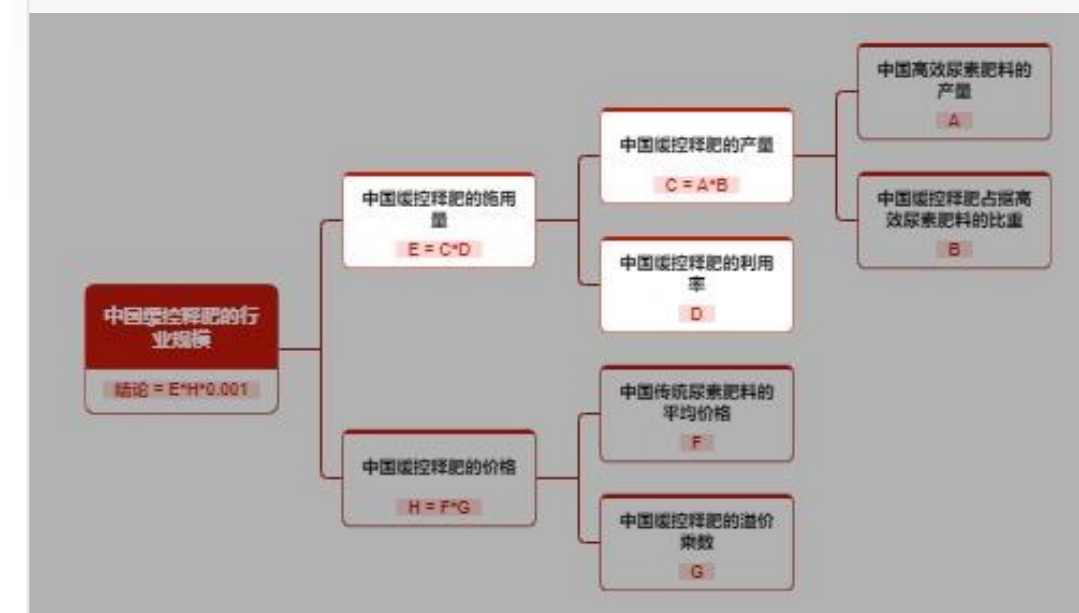 中国缓控释肥的行
业规模
结论 = E*H*0.001
中国缓控释肥的施用
量
E = C*D
中国缓控释肥的价格
H = F*G
中国缓控释肥的产量
C = A*B
中国缓控释肥的利用
率
D
中国传统尿素肥料的
平均价格
F
中国缓控释肥的溢价
乘数
G
中国高效尿素肥料的
产量
A
中国缓控释肥占据高
效尿素肥料的比重
B